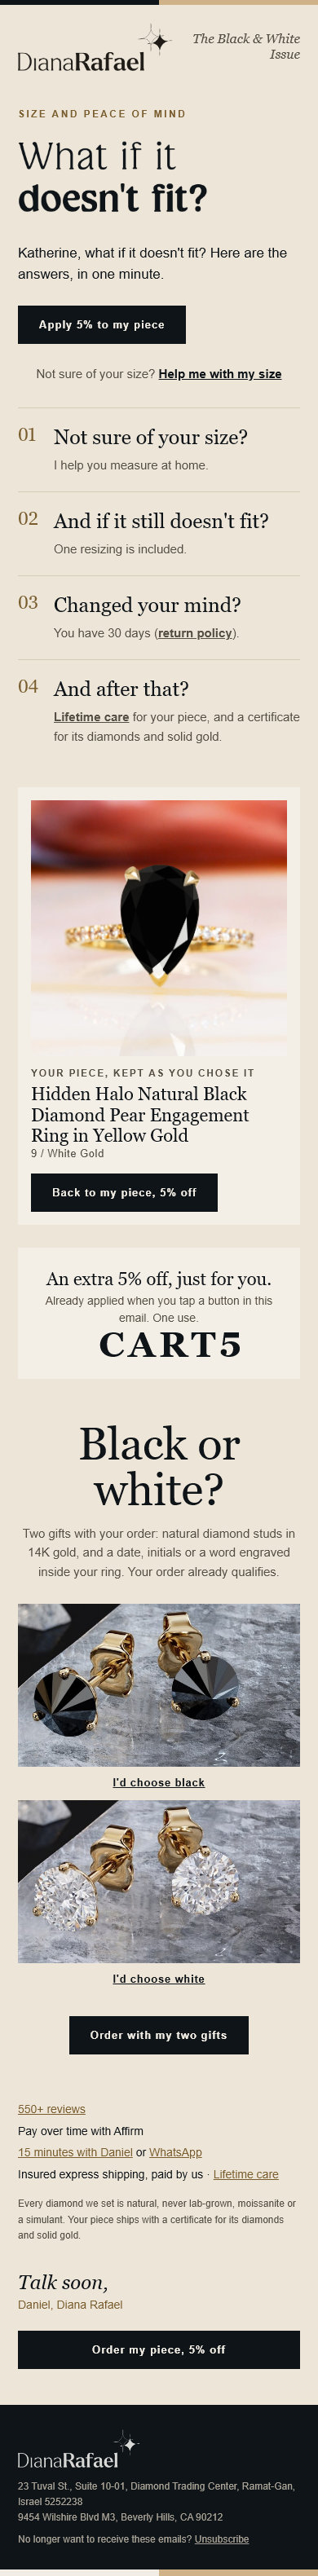 DianaRafael
The Black & White
Issue
SIZE AND PEACE OF MIND
What if it
doesn't fit?
Katherine, what if it doesn't fit? Here are the
answers, in one minute.
Apply 5% to my piece
Not sure of your size? Help me with my size
01 Not sure of your size?
I help you measure at home.
02 And if it still doesn't fit?
One resizing is included.
03 Changed your mind?
You have 30 days (return policy).
04 And after that?
Lifetime care for your piece, and a certificate
for its diamonds and solid gold.
YOUR PIECE, KEPT AS YOU CHOSE IT
Hidden Halo Natural Black
Diamond Pear Engagement
Ring in Yellow Gold
9 / White Gold
Back to my piece, 5% off
An extra 5% off, just for you.
Already applied when you tap a button in this
email. One use.
CART5
Black or
white?
Two gifts with your order: natural diamond studs in
14K gold, and a date, initials or a word engraved
inside your ring. Your order already qualifies.
I'd choose black
I'd choose white
Order with my two gifts
550+ reviews
Pay over time with Affirm
15 minutes with Daniel or WhatsApp
Insured express shipping, paid by us · Lifetime care
Every diamond we set is natural, never lab-grown, moissanite or
a simulant. Your piece ships with a certificate for its diamonds
and solid gold.
Talk soon,
Daniel, Diana Rafael
Order my piece, 5% off
DianaRafael
23 Tuval St., Suite 10-01, Diamond Trading Center, Ramat-Gan,
Israel 5252238
9454 Wilshire Blvd M3, Beverly Hills, CA 90212
No longer want to receive these emails? Unsubscribe